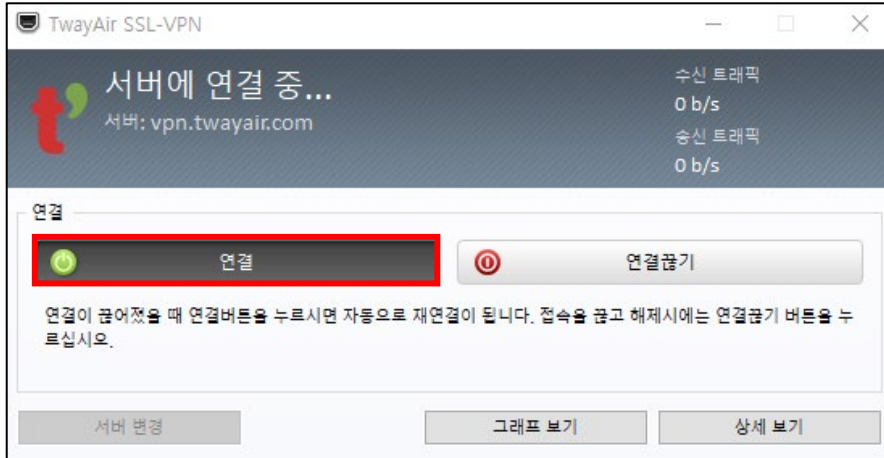 TwayAir SSL-VPN
t'
서버에 연결 중...
서버: vpn.twayair.com
수신 트래픽
0 b/s
송신 트래픽
0 b/s
연결
연결
연결끊기
연결이 끊어졌을 때 연결버튼을 누르시면 자동으로 재연결이 됩니다. 접속을 끊고 해제시에는 연결끊기 버튼을 누
르십시오.
서버 변경
그래프 보기
상세 보기